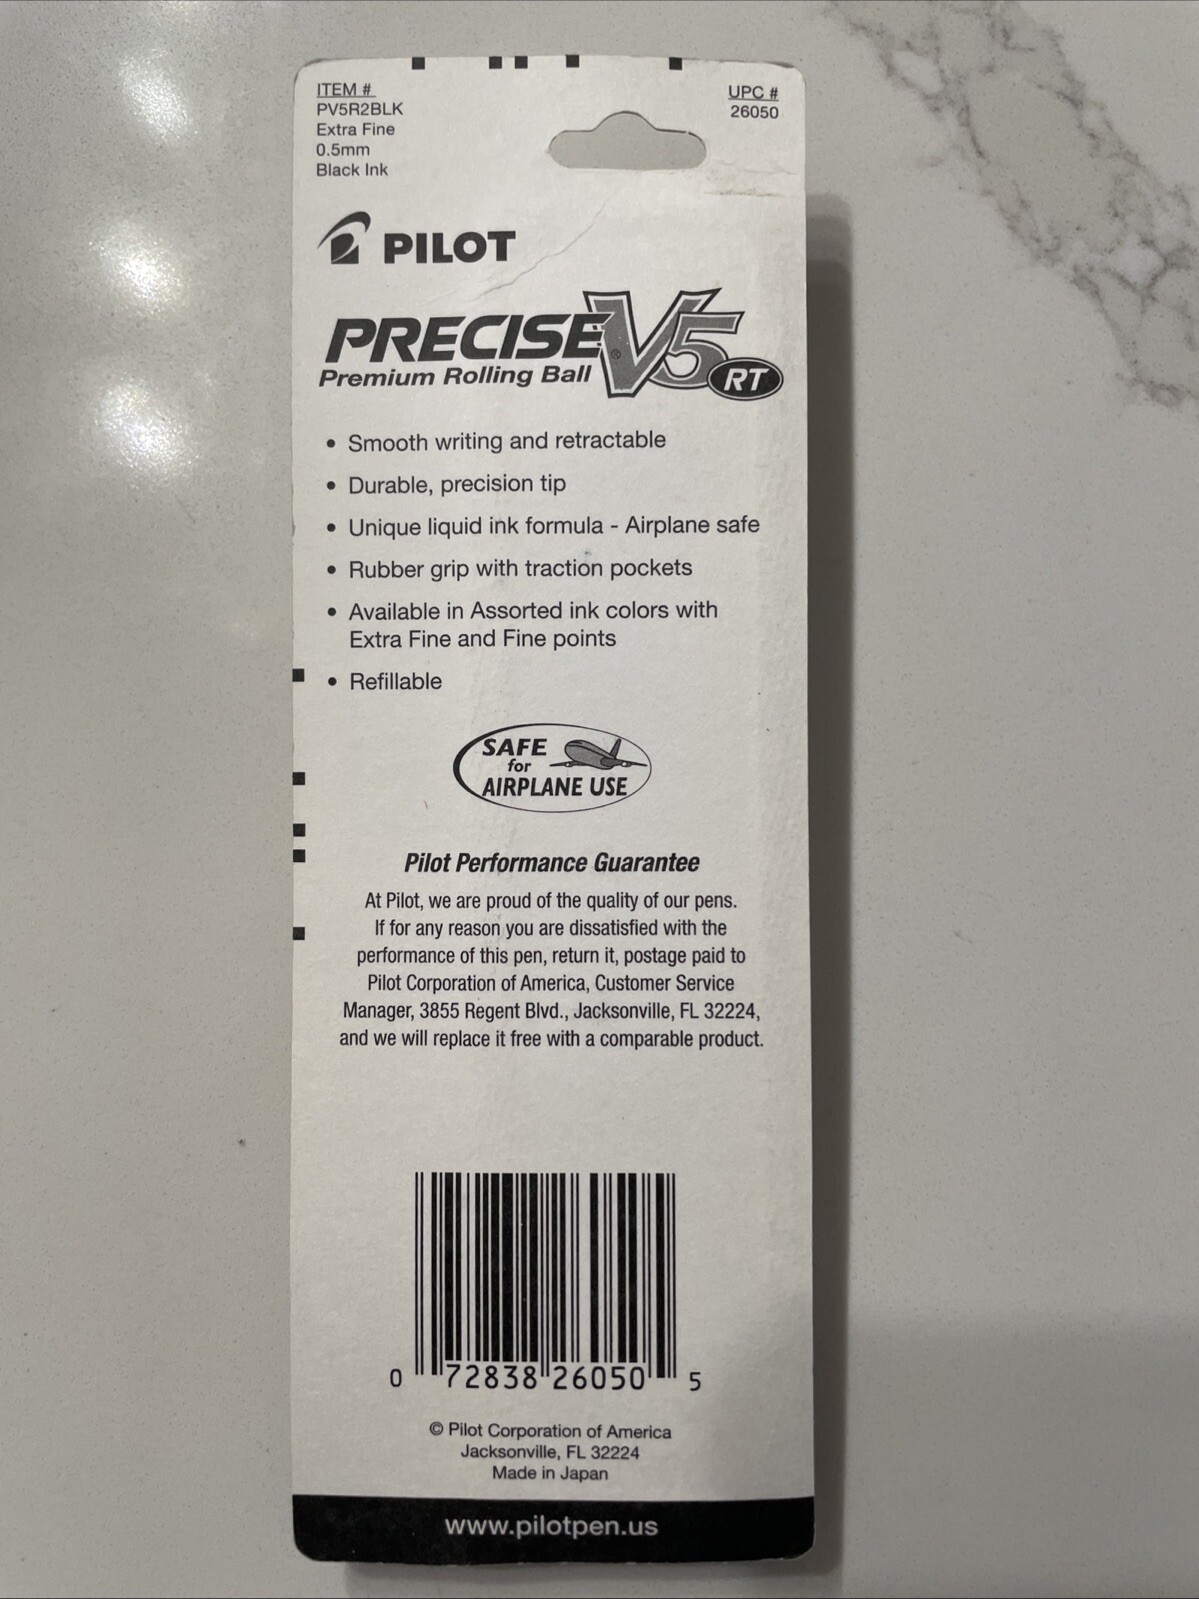 ITEM #
PV5R2BLK
Extra Fine
0.5mm
Black Ink
UPC #
26050
PILOT
PRECISE® V5 RT
Premium Rolling Ball
• Smooth writing and retractable
• Durable, precision tip
• Unique liquid ink formula - Airplane safe
• Rubber grip with traction pockets
• Available in Assorted ink colors with
Extra Fine and Fine points
• Refillable
SAFE
for
AIRPLANE USE
Pilot Performance Guarantee
At Pilot, we are proud of the quality of our pens.
If for any reason you are dissatisfied with the
performance of this pen, return it, postage paid to
Pilot Corporation of America, Customer Service
Manager, 3855 Regent Blvd., Jacksonville, FL 32224,
and we will replace it free with a comparable product.
0 72838 26050 5
© Pilot Corporation of America
Jacksonville, FL 32224
Made in Japan
www.pilotpen.us